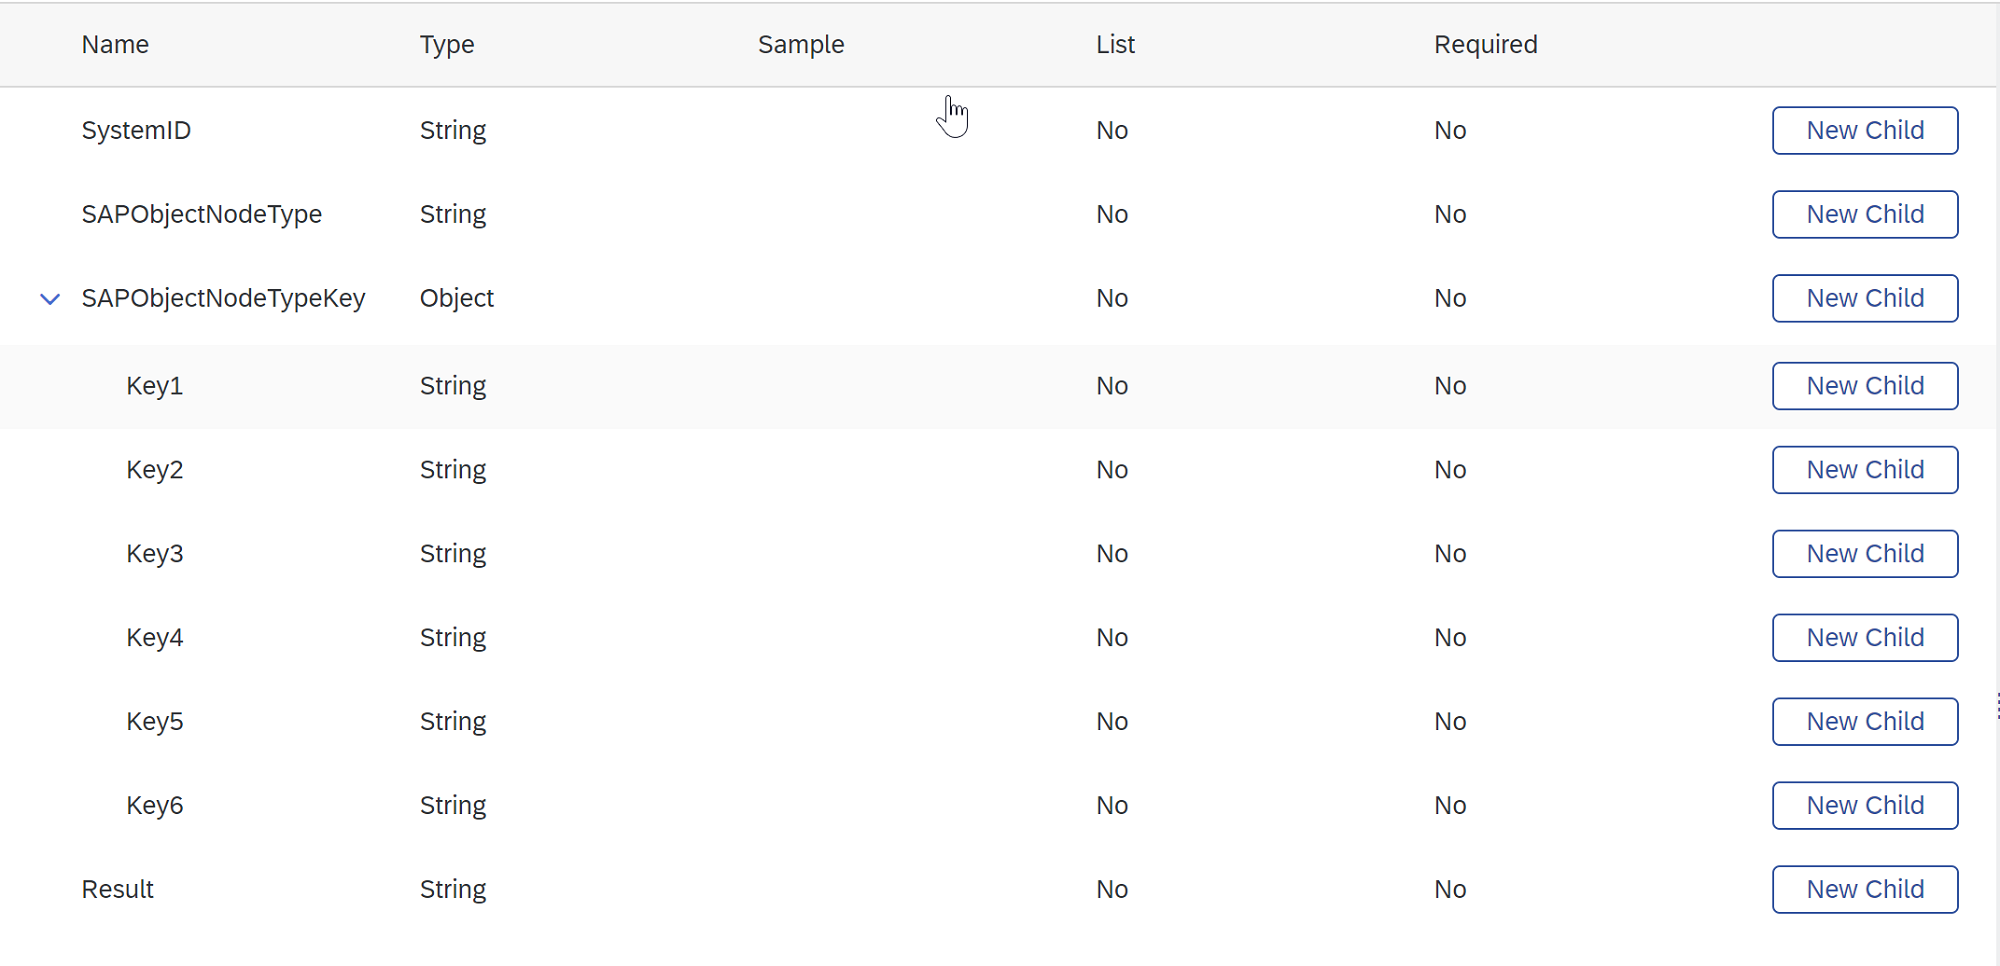 Name Type Sample List Required
SystemID String No No New Child
SAPObjectNodeType String No No New Child
SAPObjectNodeTypeKey Object No No New Child
Key1 String No No New Child
Key2 String No No New Child
Key3 String No No New Child
Key4 String No No New Child
Key5 String No No New Child
Key6 String No No New Child
Result String No No New Child